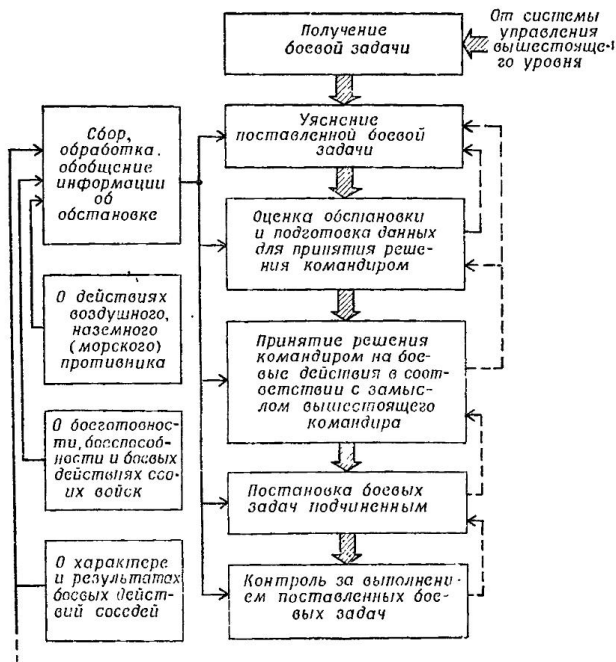 Получение
боевой задачи
От системы
управления
вышестояще-
го уровня
Уяснение
поставленной боевой
задачи
Сбор,
обработка,
обобщение
информации
об
обстановке
Оценка обстановки
и подготовка данных
для принятия реше-
ния командиром
О действиях
воздушного,
наземного
(морского)
противника
Принятие решения
командиром на бое-
вые действия в соот-
ветствии с замыс-
лом вышестоящего
командира
О боеготовнос-
ти, боеспособ-
ности и боевых
действиях сво-
их войск
Постановка боевых
задач подчиненным
О характере
и результатах
боевых дейст-
вий соседей
Контроль за выполнени-
ем поставленных бое-
вых задач